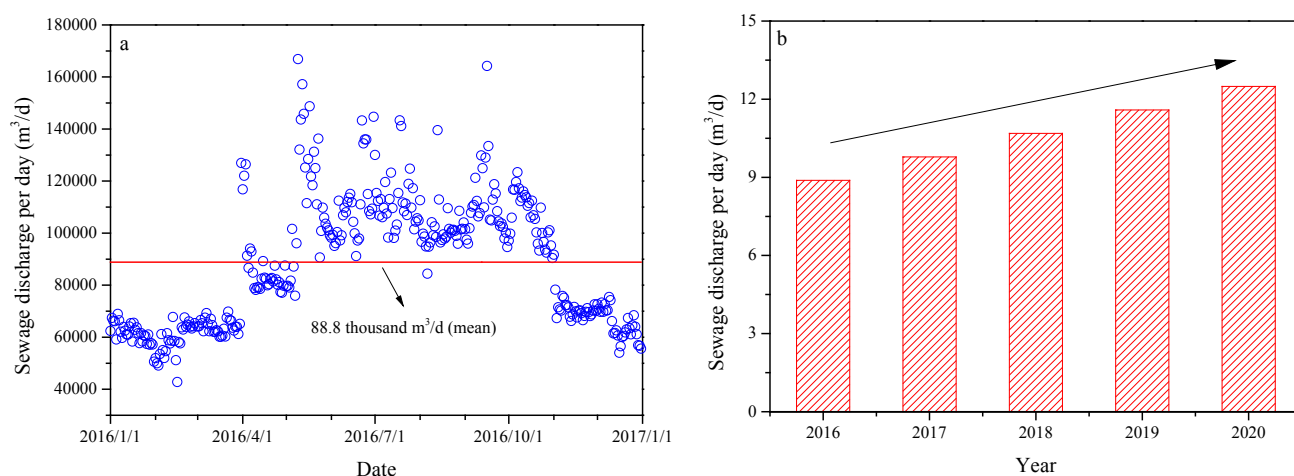 a
180000
160000
140000
120000
100000
80000
60000
40000
Sewage discharge per day (m³/d)
88.8 thousand m³/d (mean)
2016/1/1 2016/4/1 2016/7/1 2016/10/1 2017/1/1
Date
b
15
12
9
6
3
0
Sewage discharge per day (m³/d)
2016 2017 2018 2019 2020
Year